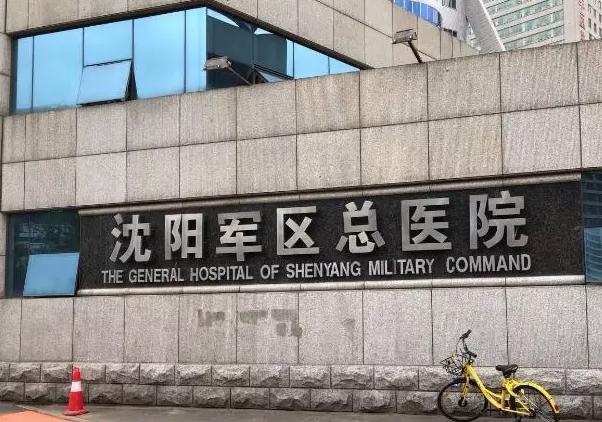 沈阳军区总医院
THE GENERAL HOSPITAL OF SHENYANG MILITARY COMMAND